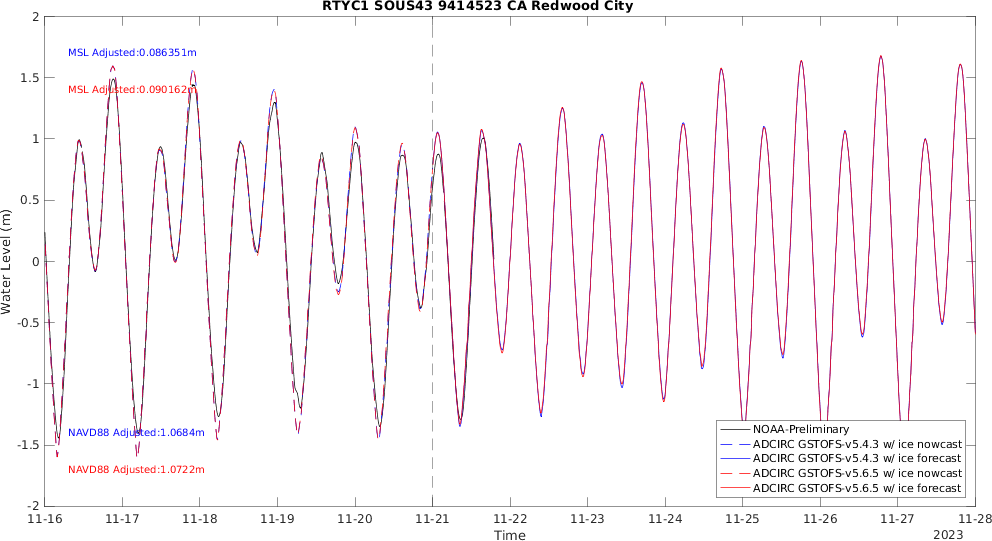 RTYC1 SOUS43 9414523 CA Redwood City
2
1.5
1
0.5
0
-0.5
-1
-1.5
-2
Water Level (m)
MSL Adjusted:0.086351m
MSL Adjusted:0.090162m
NAVD88 Adjusted:1.0684m
NAVD88 Adjusted:1.0722m
NOAA-Preliminary
ADCIRC GSTOFS-v5.4.3 w/ ice nowcast
ADCIRC GSTOFS-v5.4.3 w/ ice forecast
ADCIRC GSTOFS-v5.6.5 w/ ice nowcast
ADCIRC GSTOFS-v5.6.5 w/ ice forecast
11-16 11-17 11-18 11-19 11-20 11-21 11-22 11-23 11-24 11-25 11-26 11-27 11-28
Time
2023